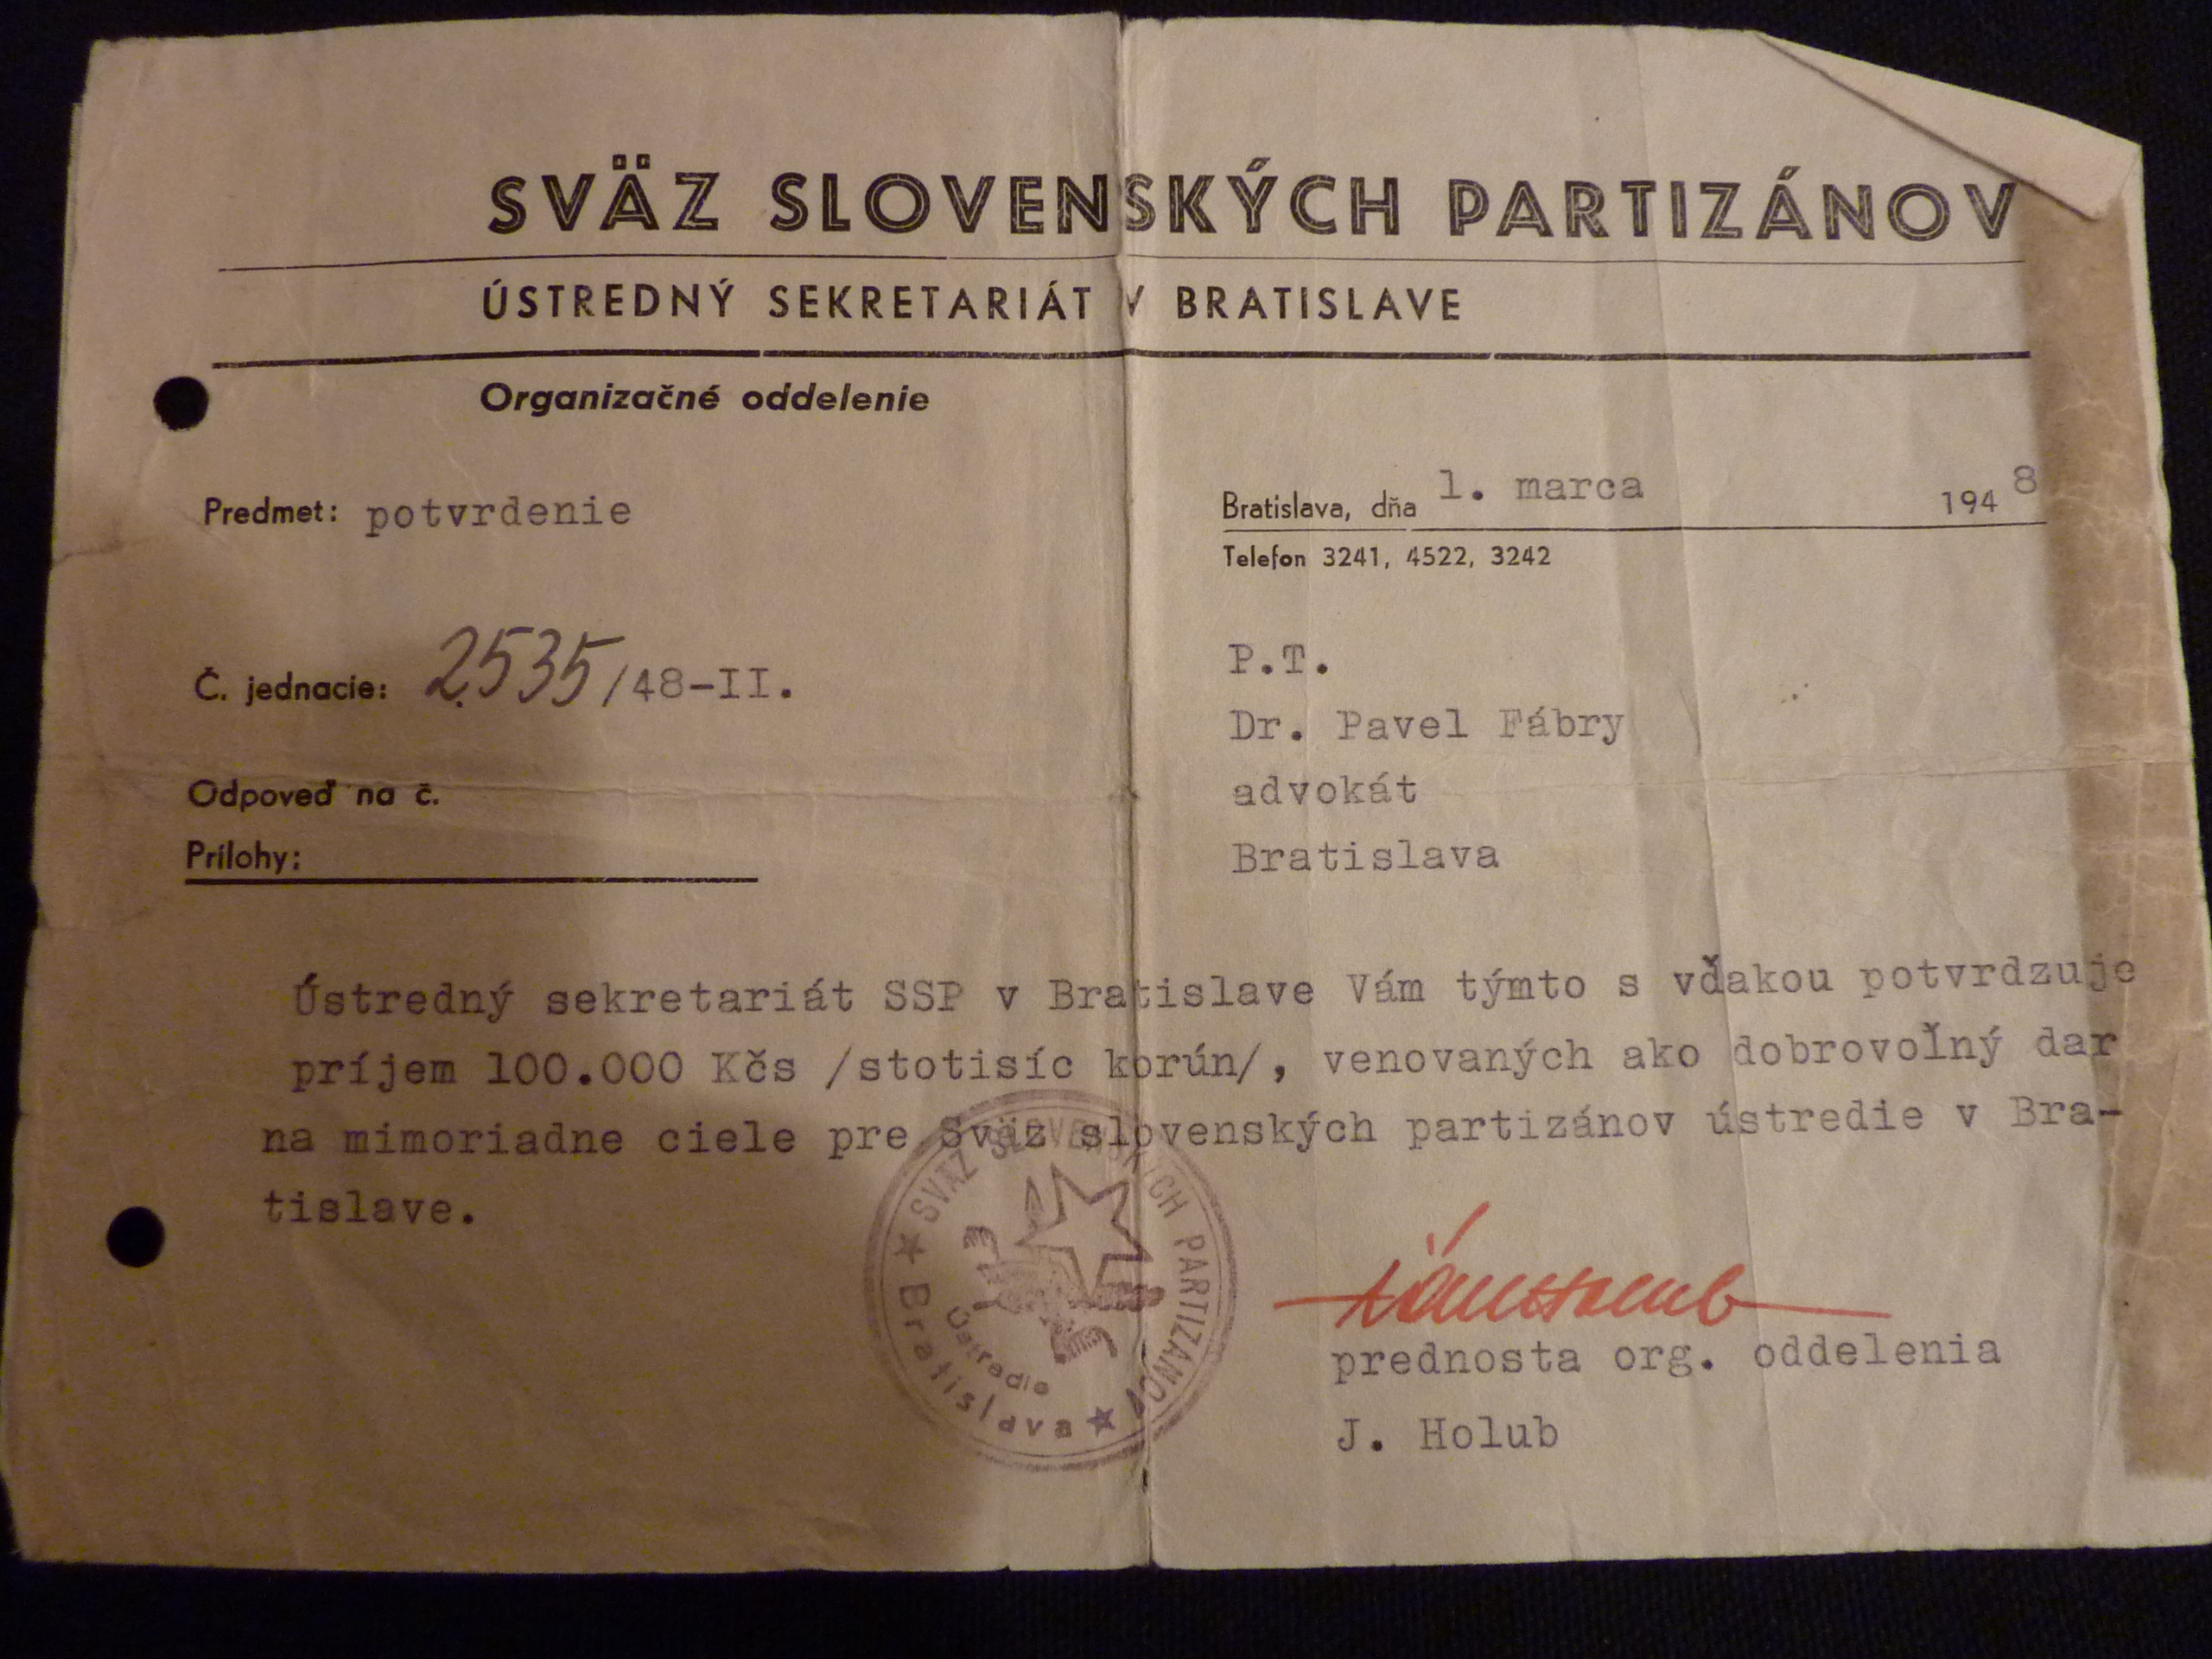 SVÄZ SLOVENSKÝCH PARTIZÁNOV
ÚSTREDNÝ SEKRETARIÁT V BRATISLAVE
Organizačné oddelenie
Predmet: potvrdenie
Bratislava, dňa 1. marca 1948
Telefon 3241, 4522, 3242
Č. jednacie: 2535/48-II.
Odpoveď na č.
Prílohy:
P.T.
Dr. Pavel Fábry
advokát
Bratislava
Ústredný sekretariát SSP v Bratislave Vám týmto s vďakou potvrdzuje
príjem 100.000 Kčs /stotisíc korún/, venovaných ako dobrovoľný dar
na mimoriadne ciele pre Sväz slovenských partizánov ústredie v Bra-
tislave.
SVÄZ SLOVENSKÝCH PARTIZÁNOV
Ústredie
Bratislava
prednosta org. oddelenia
J. Holub